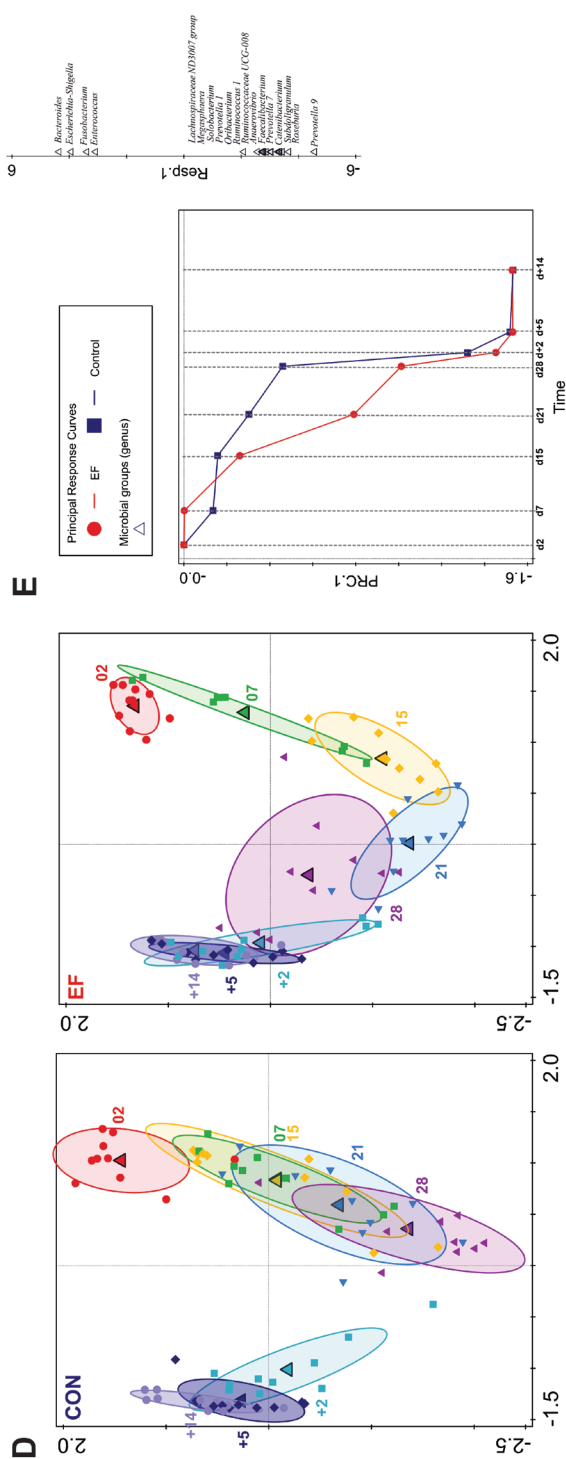 D
CON
2.0
-2.5
-1.5
2.0
02
07
15
21
28
+14
+5
+2
EF
2.0
-2.5
-1.5
2.0
02
07
15
21
28
+14
+5
+2
E
Principal Response Curves
EF
Control
Microbial groups (genus)
-0.0
PRC.1
-1.6
d2
d7
d15
d21
d28
d+2
d+5
d+14
Time
6
Resp.1
-6
Bacteroides
Escherichia-Shigella
Fusobacterium
Enterococcus
Lachnospiraceae ND3007 group
Megasphaera
Solobacterium
Prevotella 1
Oribacterium
Ruminococcus 1
Ruminococcaceae UCG-008
Anaerovibrio
Faecalibacterium
Prevotella 7
Catenibacterium
Subdoligranulum
Roseburia
Prevotella 9